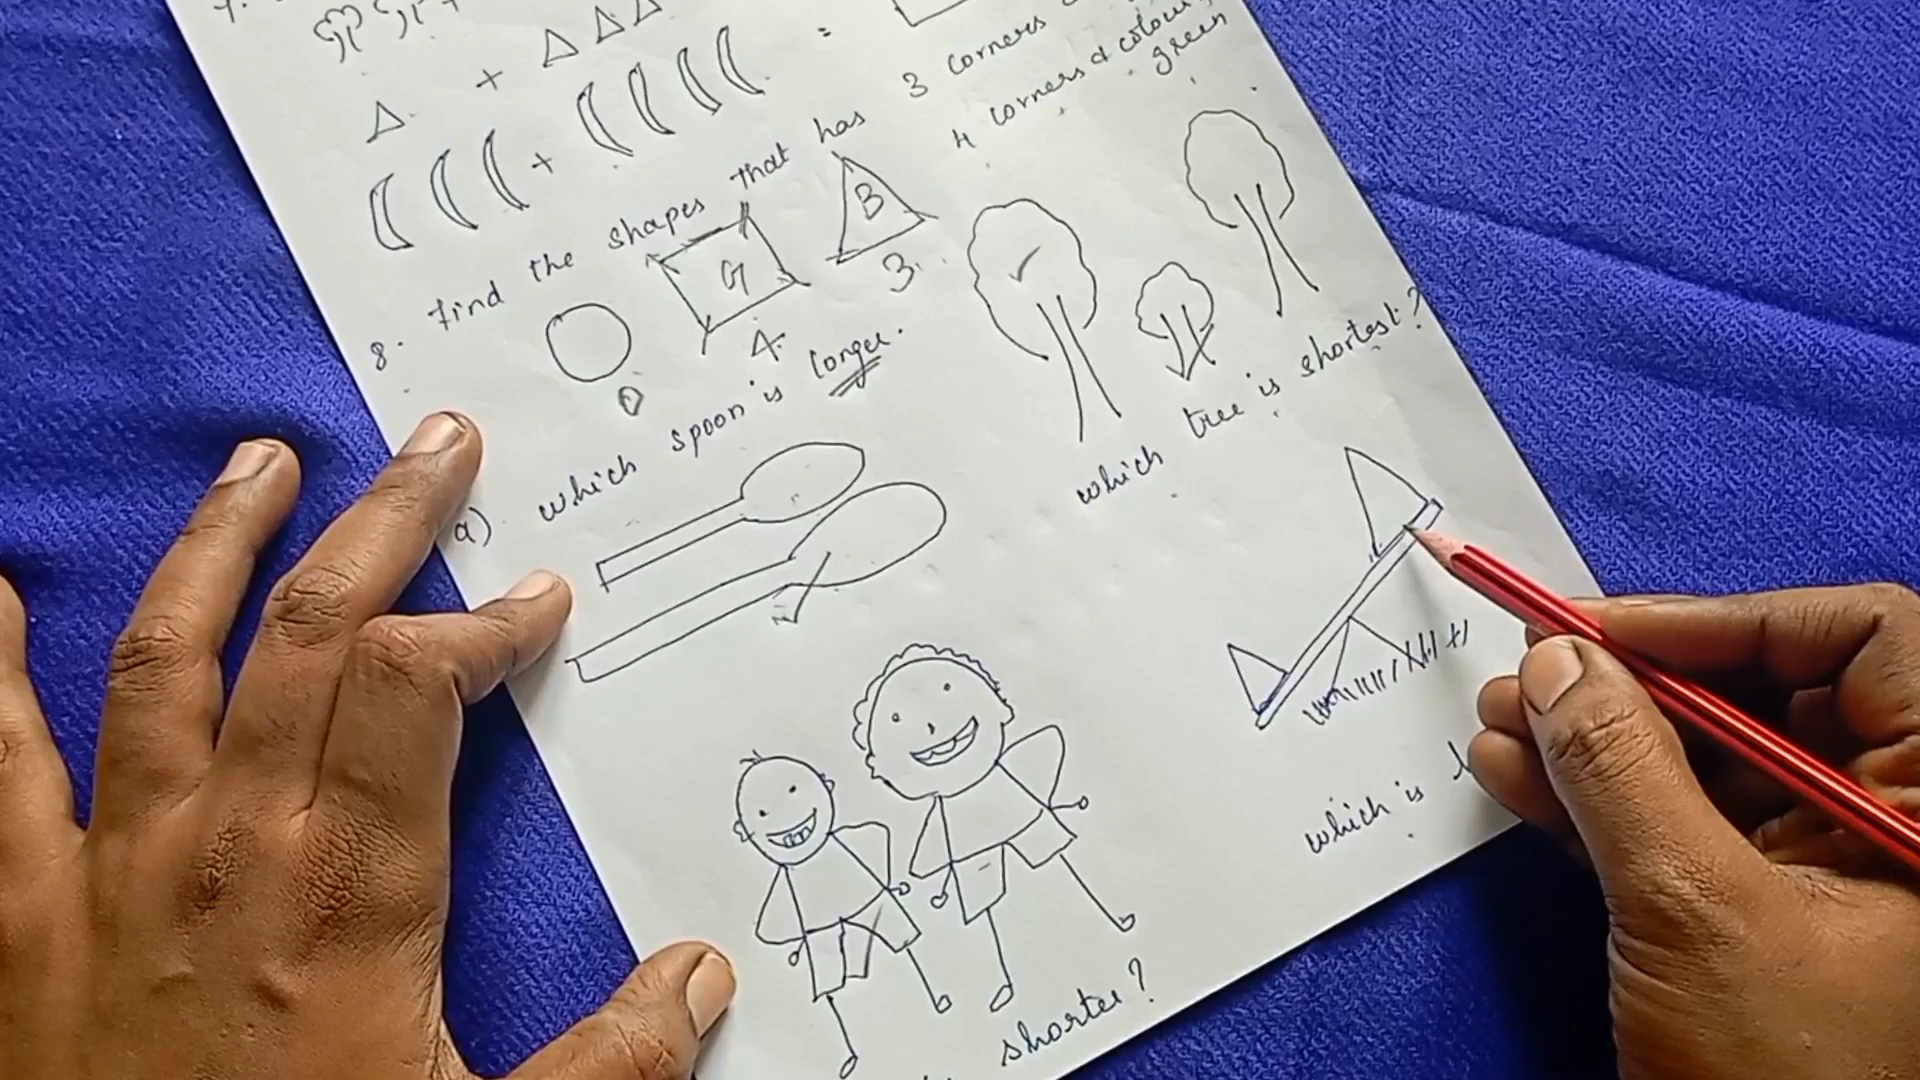 +
=
+
8. find the shapes that has 3 corners
4 corners & colour
green
G B
4. 3.
a) which spoon is longer.
which tree is shortest?
which is
shorter?